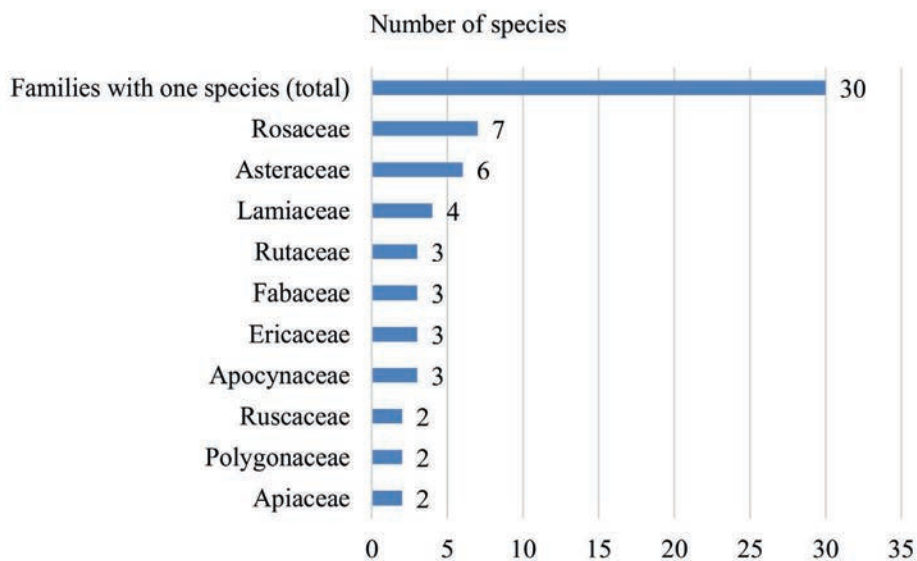 Number of species
Families with one species (total) 30
Rosaceae 7
Asteraceae 6
Lamiaceae 4
Rutaceae 3
Fabaceae 3
Ericaceae 3
Apocynaceae 3
Ruscaceae 2
Polygonaceae 2
Apiaceae 2
0 5 10 15 20 25 30 35